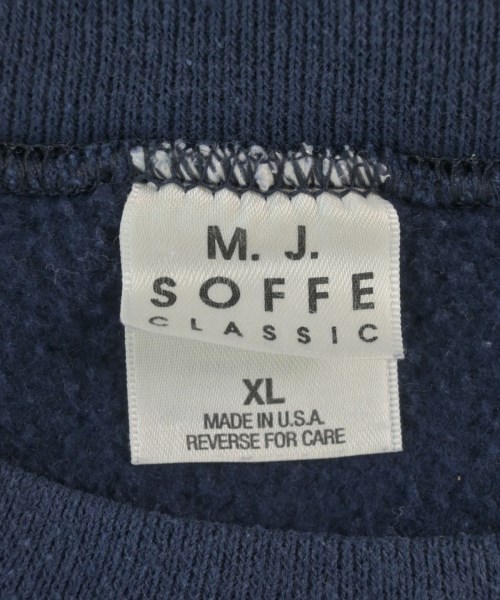 M. J.
SOFFE
CLASSIC
XL
MADE IN U.S.A.
REVERSE FOR CARE